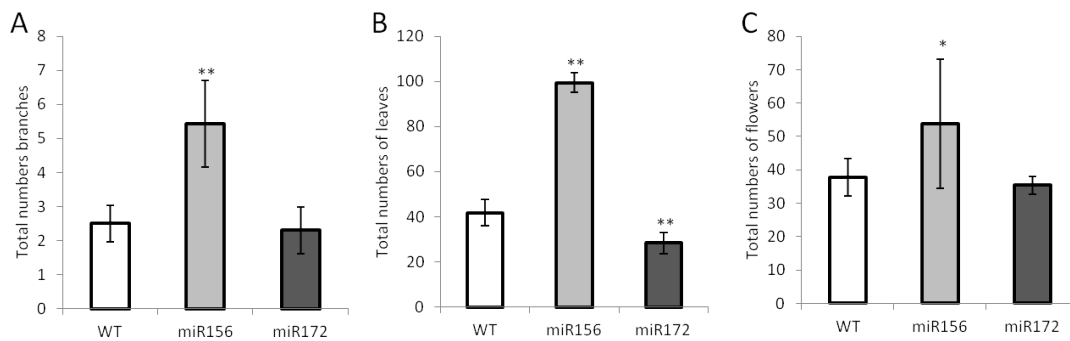 A
Total numbers branches
8
7
6
5
4
3
2
1
0
**
WT
miR156
miR172
B
Total numbers of leaves
120
100
80
60
40
20
0
**
**
WT
miR156
miR172
C
Total numbers of flowers
80
70
60
50
40
30
20
10
0
*
WT
miR156
miR172